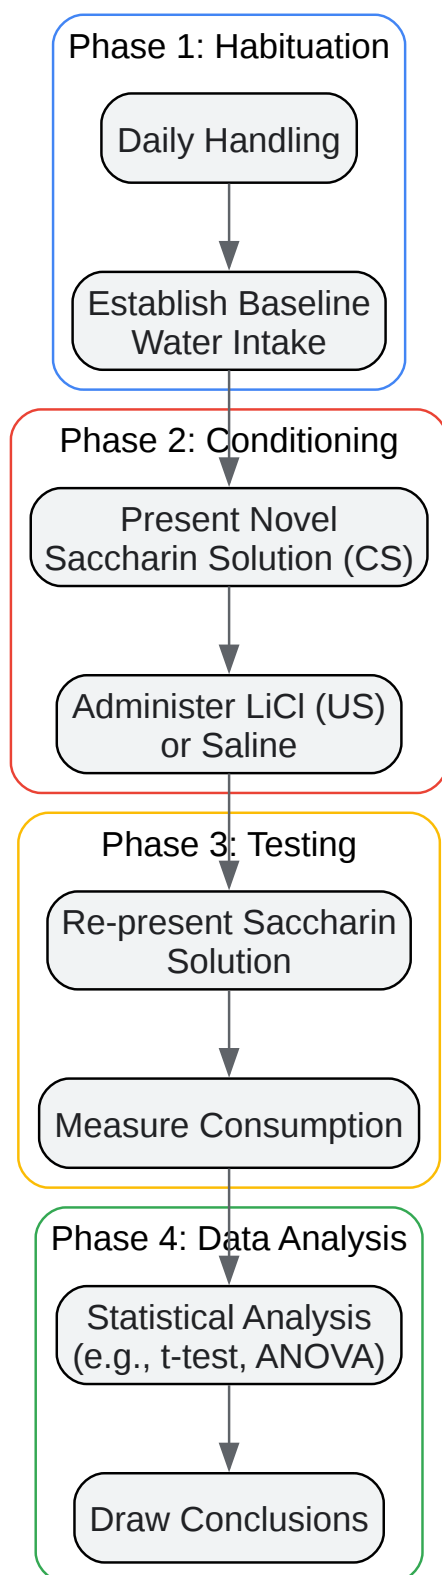 Phase 1: Habituation
Daily Handling
Establish Baseline
Water Intake
Phase 2: Conditioning
Present Novel
Saccharin Solution (CS)
Administer LiCl (US)
or Saline
Phase 3: Testing
Re-present Saccharin
Solution
Measure Consumption
Phase 4: Data Analysis
Statistical Analysis
(e.g., t-test, ANOVA)
Draw Conclusions